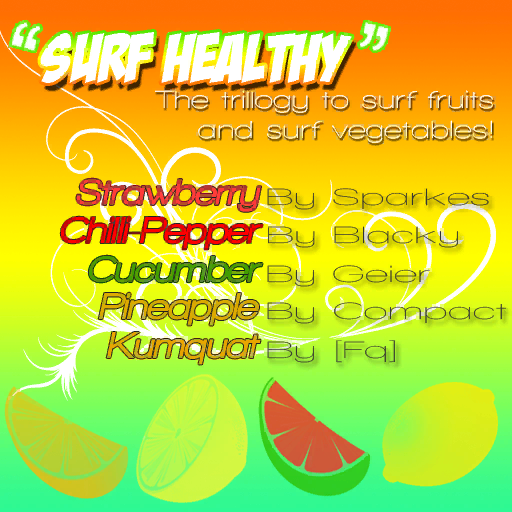 “SURF HEALTHY”
The trillogy to surf fruits
and surf vegetables!
Strawberry By Sparkes
Chilli-Pepper By Blacky
Cucumber By Geier
Pineapple By Compact
Kumquat By [Fq]